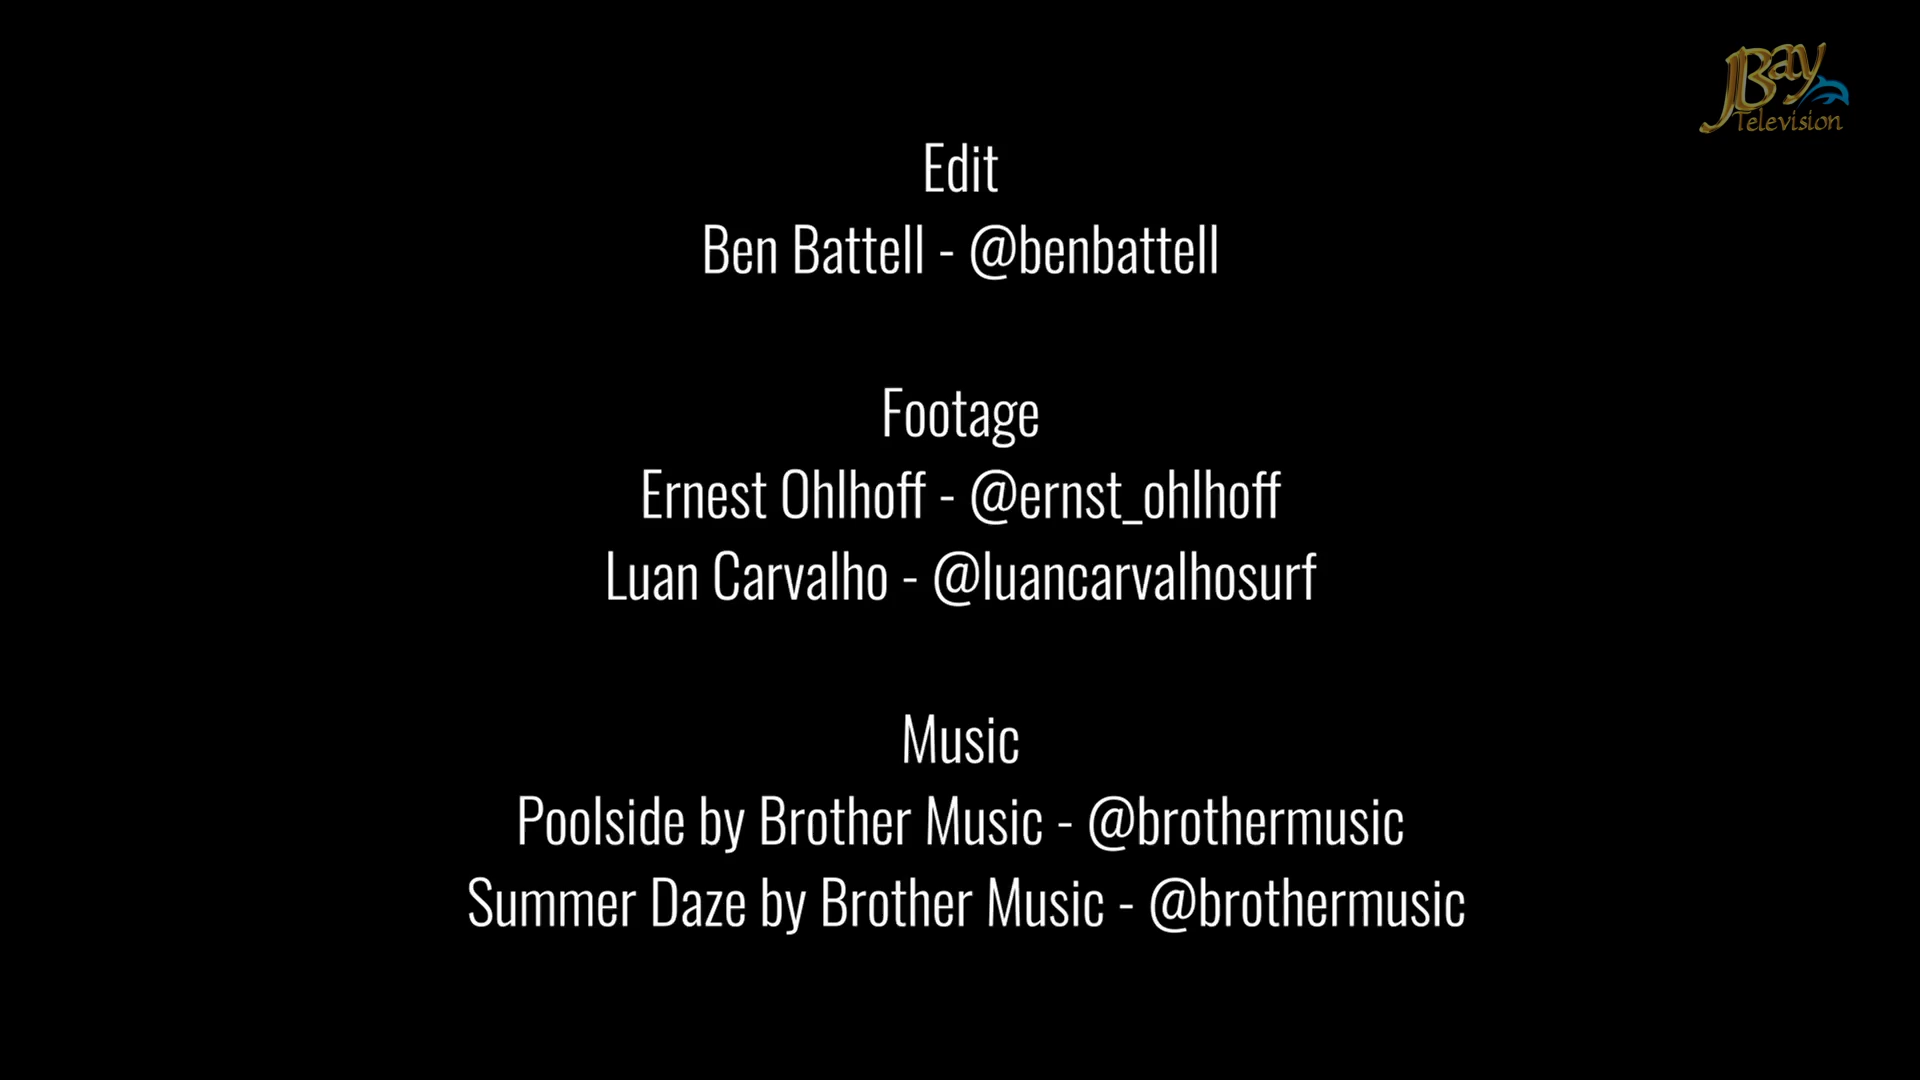 JBay
Television
Edit
Ben Battell - @benbattell
Footage
Ernest Ohlhoff - @ernst_ohlhoff
Luan Carvalho - @luancarvalhosurf
Music
Poolside by Brother Music - @brothermusic
Summer Daze by Brother Music - @brothermusic